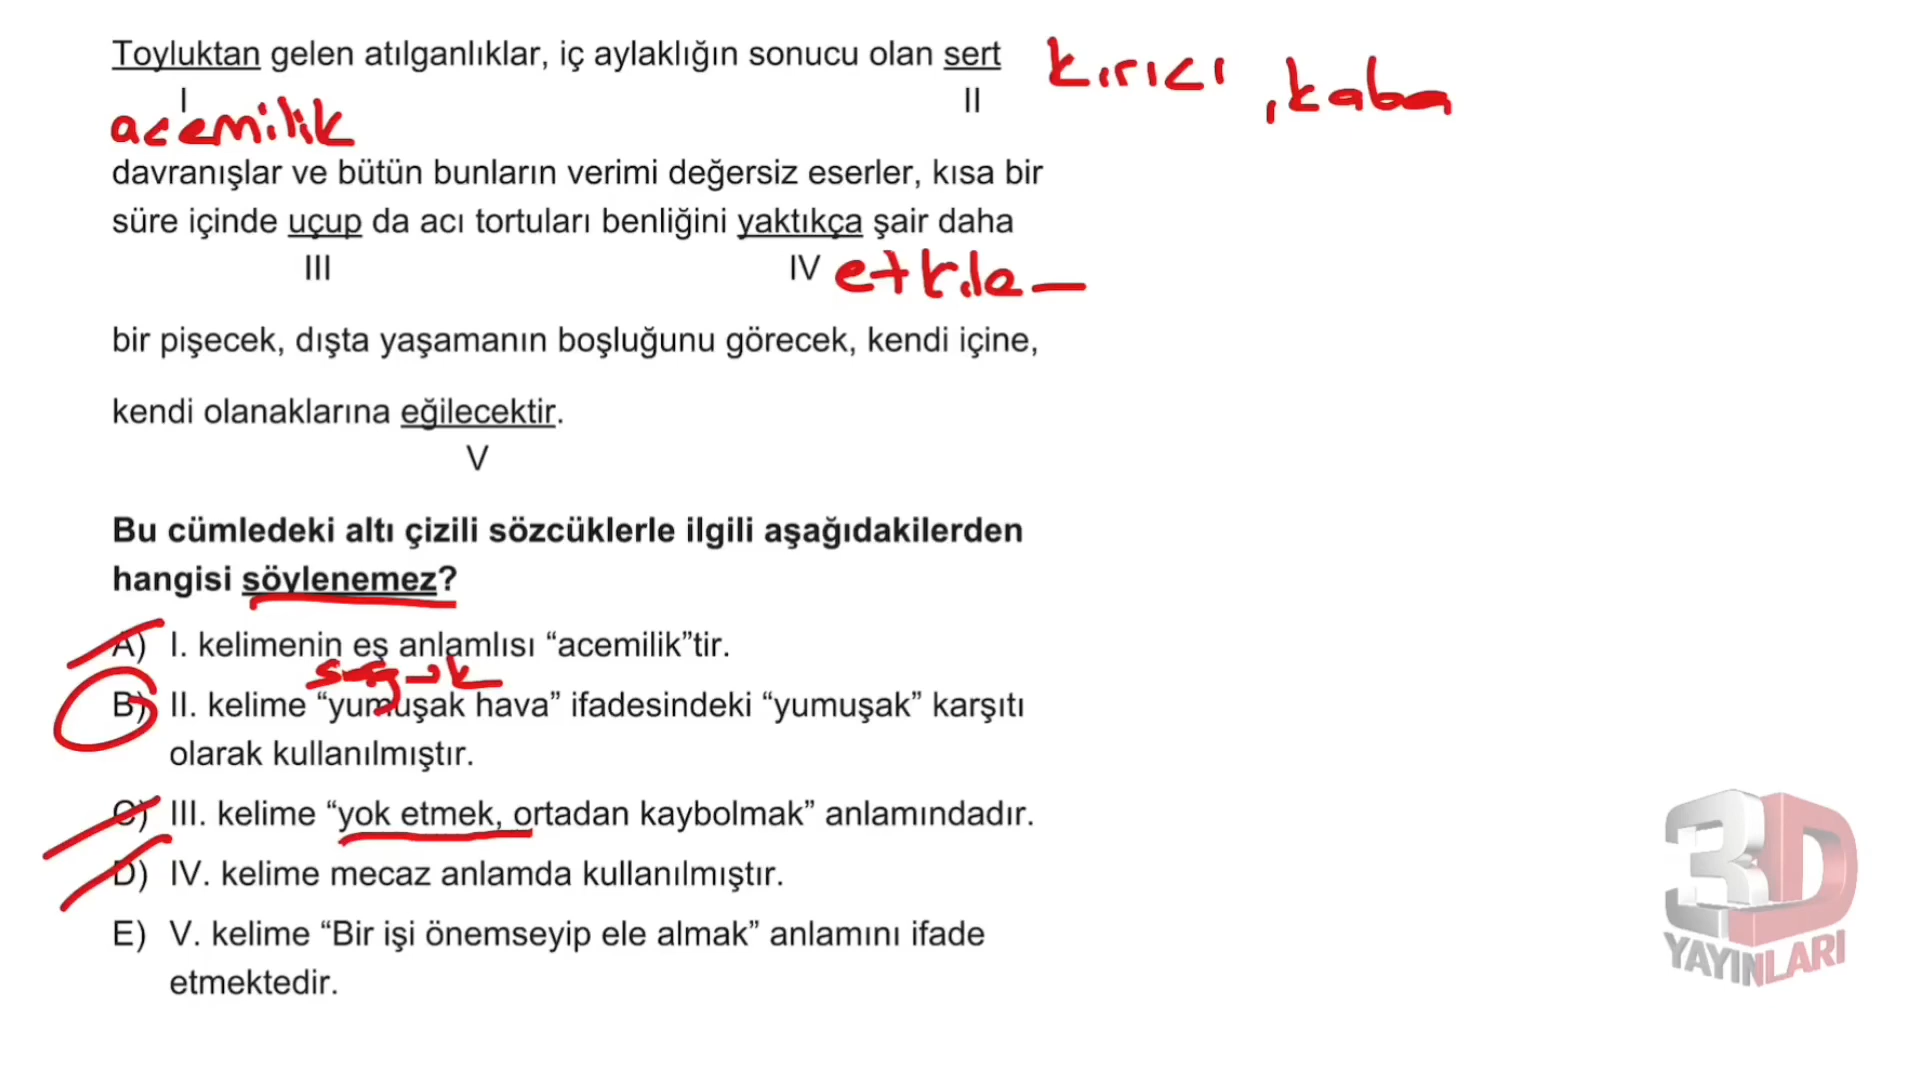 Toyluktan gelen atılganlıklar, iç aylaklığın sonucu olan sert kırıcı, kaba
I II
acemilik
davranışlar ve bütün bunların verimi değersiz eserler, kısa bir
süre içinde uçup da acı tortuları benliğini yaktıkça şair daha
III IV etkile–
bir pişecek, dışta yaşamanın boşluğunu görecek, kendi içine,
kendi olanaklarına eğilecektir.
V
Bu cümledeki altı çizili sözcüklerle ilgili aşağıdakilerden
hangisi söylenemez?
A) I. kelimenin eş anlamlısı “acemilik”tir.
B) II. kelime “yumuşak hava” ifadesindeki “yumuşak” karşıtı
olarak kullanılmıştır.
C) III. kelime “yok etmek, ortadan kaybolmak” anlamındadır.
D) IV. kelime mecaz anlamda kullanılmıştır.
E) V. kelime “Bir işi önemseyip ele almak” anlamını ifade
etmektedir.
3D
YAYINLARI